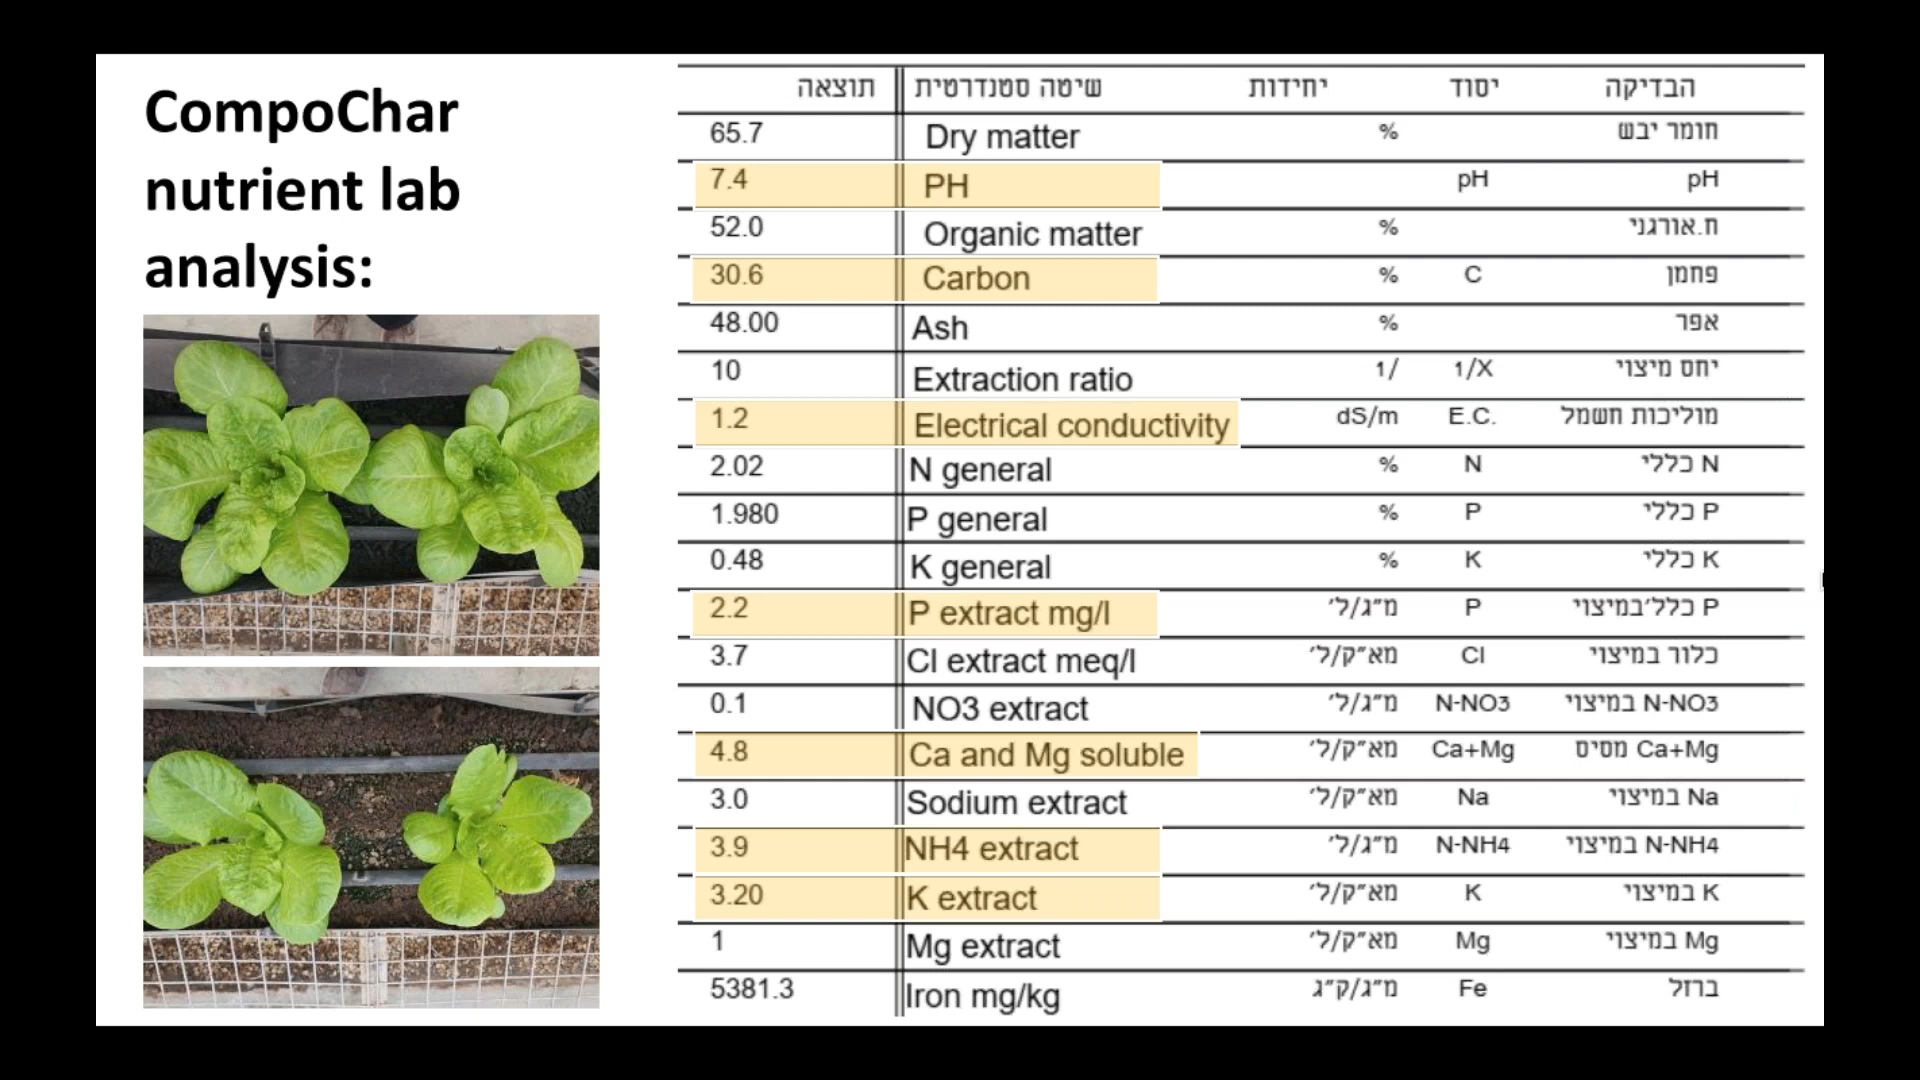 CompoChar
nutrient lab
analysis:
תוצאה שיטה סטנדרטית יחידות יסוד הבדיקה
65.7 Dry matter % חומר יבש
7.4 PH pH pH
52.0 Organic matter % ח.אורגני
30.6 Carbon % C פחמן
48.00 Ash % אפר
10 Extraction ratio 1/ 1/X יחס מיצוי
1.2 Electrical conductivity dS/m E.C. מוליכות חשמל
2.02 N general % N N כללי
1.980 P general % P P כללי
0.48 K general % K K כללי
2.2 P extract mg/l מ"ג/ל' P P כלל'במיצוי
3.7 Cl extract meq/l מא"ק/ל' Cl כלור במיצוי
0.1 NO3 extract מ"ג/ל' N-NO3 N-NO3 במיצוי
4.8 Ca and Mg soluble מא"ק/ל' Ca+Mg Ca+Mg מסיס
3.0 Sodium extract מא"ק/ל' Na Na במיצוי
3.9 NH4 extract מ"ג/ל' N-NH4 N-NH4 במיצוי
3.20 K extract מא"ק/ל' K K במיצוי
1 Mg extract מא"ק/ל' Mg Mg במיצוי
5381.3 Iron mg/kg מ"ג/ק"ג Fe ברזל